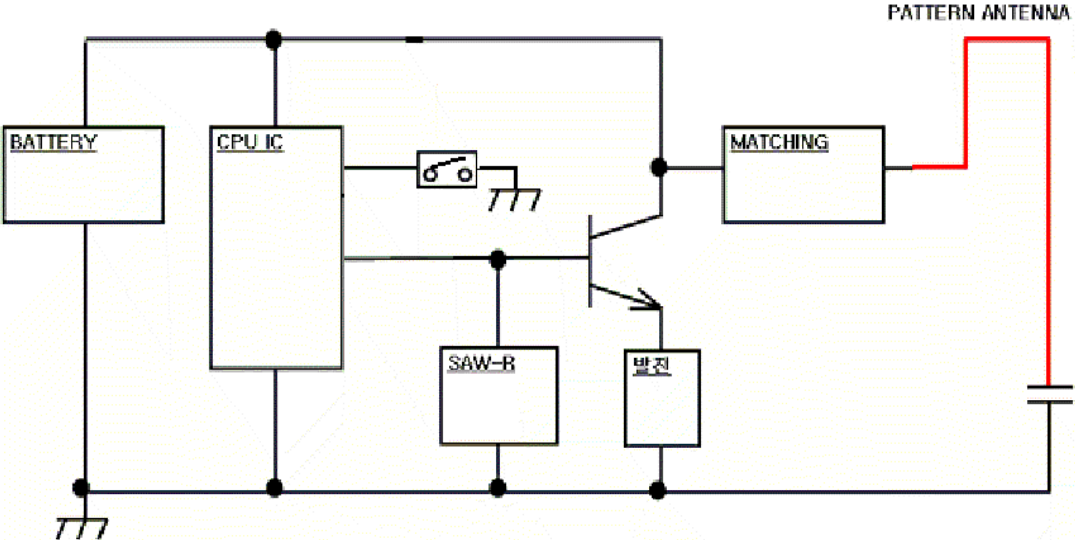 PATTERN ANTENNA
BATTERY
CPU IC
MATCHING
SAW-R
발진